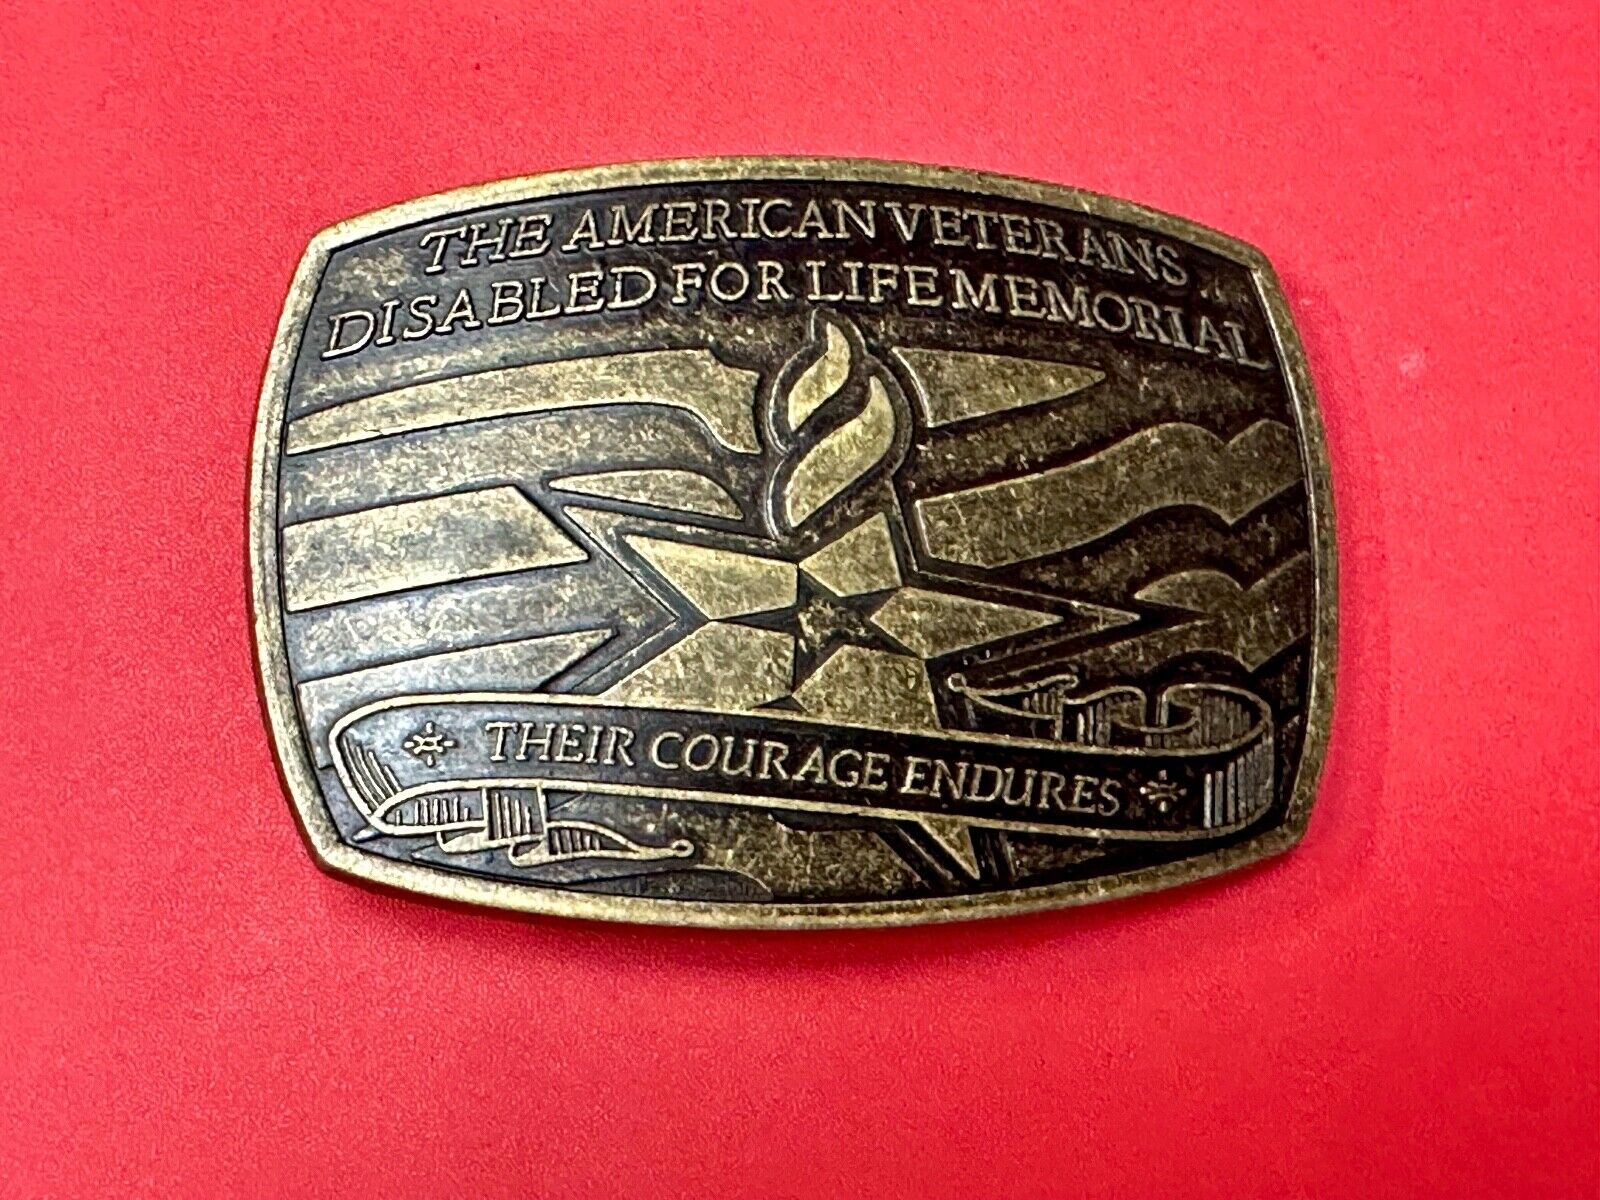 THE AMERICAN VETERANS
DISABLED FOR LIFE MEMORIAL
THEIR COURAGE ENDURES